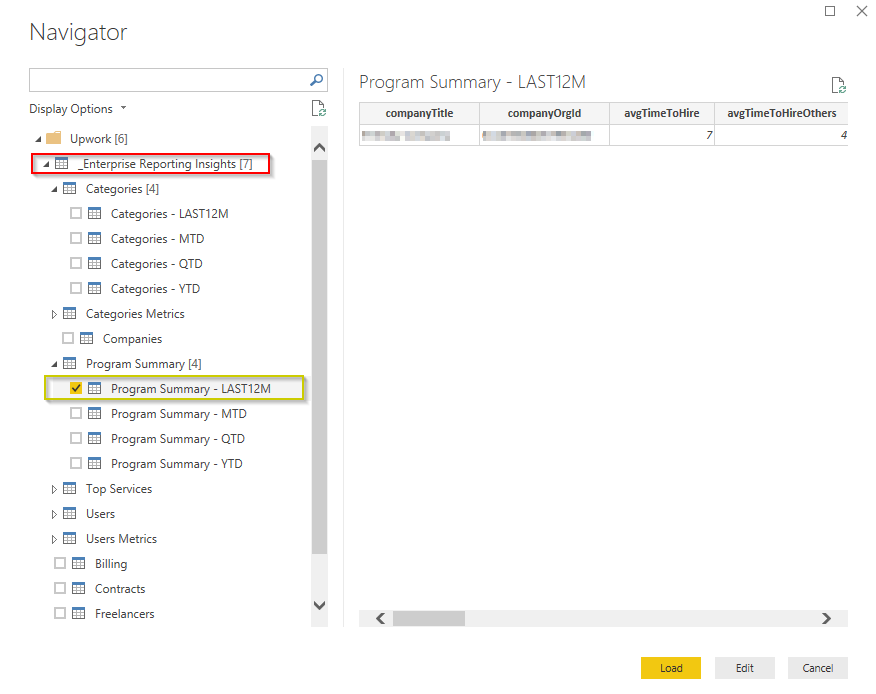 Navigator
Display Options
Upwork [6]
_Enterprise Reporting Insights [7]
Categories [4]
Categories - LAST12M
Categories - MTD
Categories - QTD
Categories - YTD
Categories Metrics
Companies
Program Summary [4]
Program Summary - LAST12M
Program Summary - MTD
Program Summary - QTD
Program Summary - YTD
Top Services
Users
Users Metrics
Billing
Contracts
Freelancers
Program Summary - LAST12M
companyTitle companyOrgId avgTimeToHire avgTimeToHireOthers
7 4
Load Edit Cancel